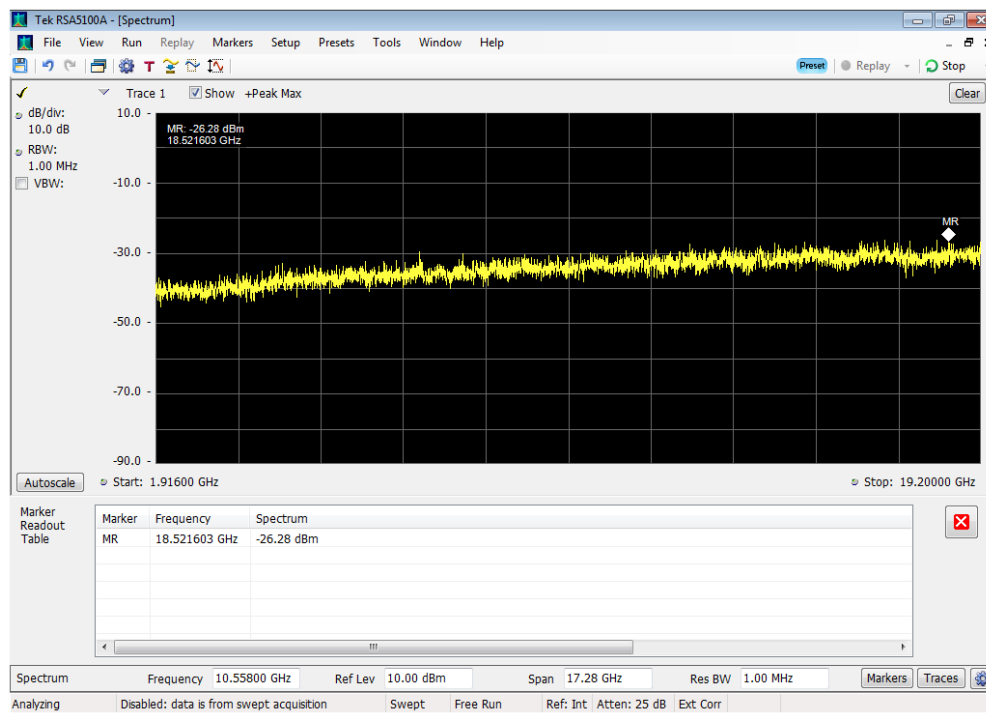 Tek RSA5100A - [Spectrum]
File View Run Replay Markers Setup Presets Tools Window Help
T Preset Replay Stop
Trace 1 Show +Peak Max Clear
dB/div:
10.0 dB
RBW:
1.00 MHz
VBW:
10.0 -
MR: -26.28 dBm
18.521603 GHz
-10.0 -
MR
-30.0 -
-50.0 -
-70.0 -
-90.0 -
Autoscale Start: 1.91600 GHz Stop: 19.20000 GHz
Marker
Readout
Table
Marker Frequency Spectrum
MR 18.521603 GHz -26.28 dBm
Spectrum Frequency 10.55800 GHz Ref Lev 10.00 dBm Span 17.28 GHz Res BW 1.00 MHz Markers Traces
Analyzing Disabled: data is from swept acquisition Swept Free Run Ref: Int Atten: 25 dB Ext Corr